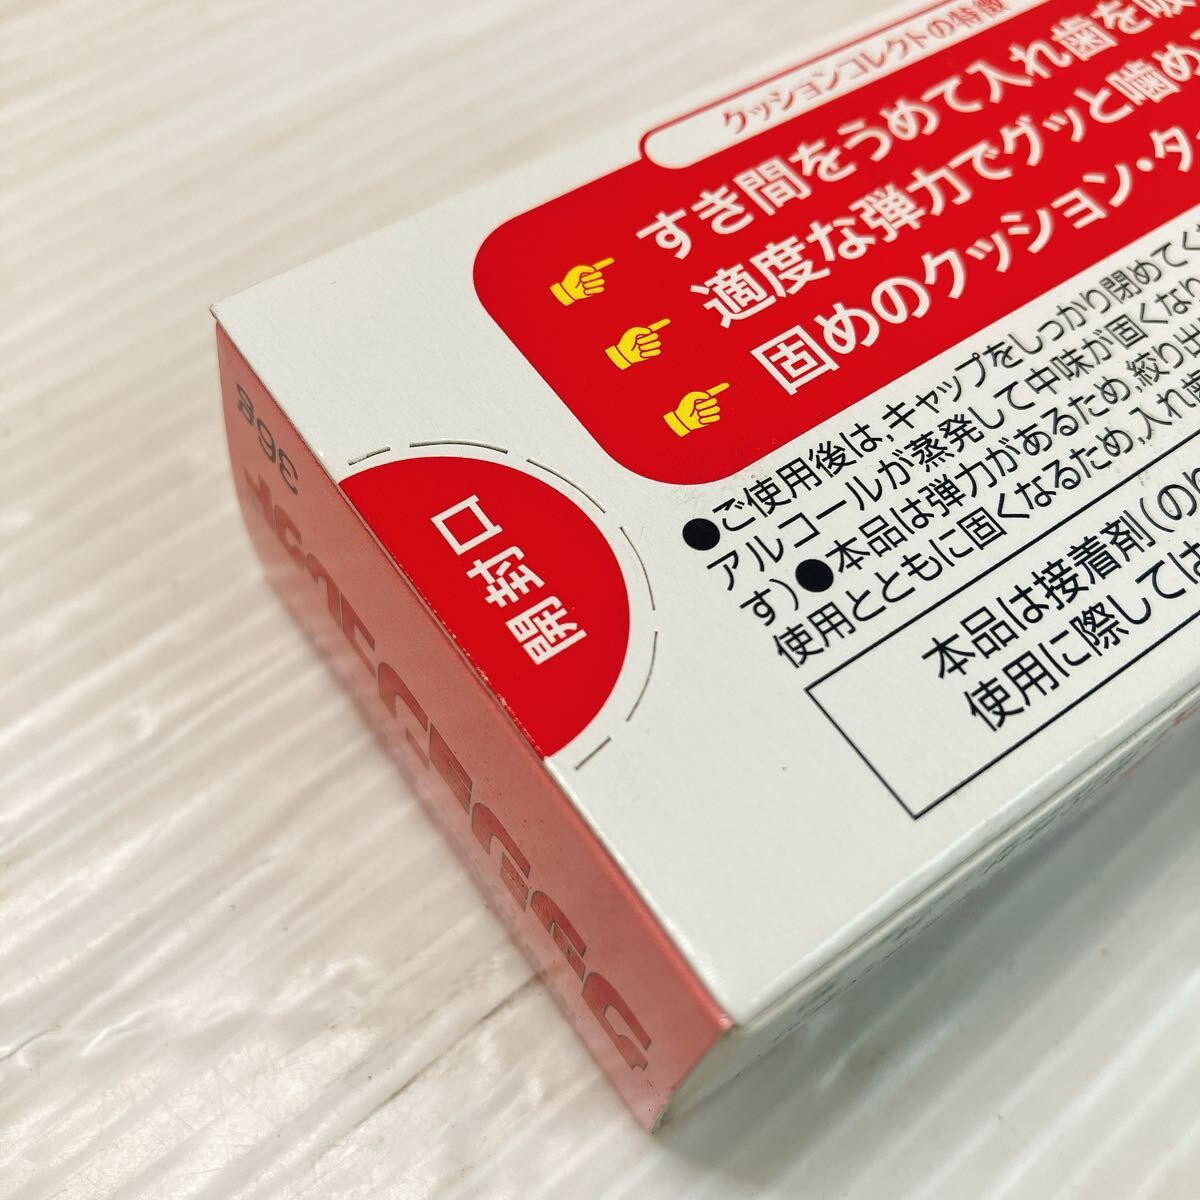 クッションコレクトの特徴
すき間をうめて入れ歯を吸
適度な弾力でグッと噛め
固めのクッション・タ
●ご使用後は、キャップをしっかり閉めてく
アルコールが蒸発して中味が固くなり
す)●本品は弾力があるため、絞り出
使用とともに固くなるため、入れ歯
本品は接着剤(のり
使用に際しては
開封口
36g